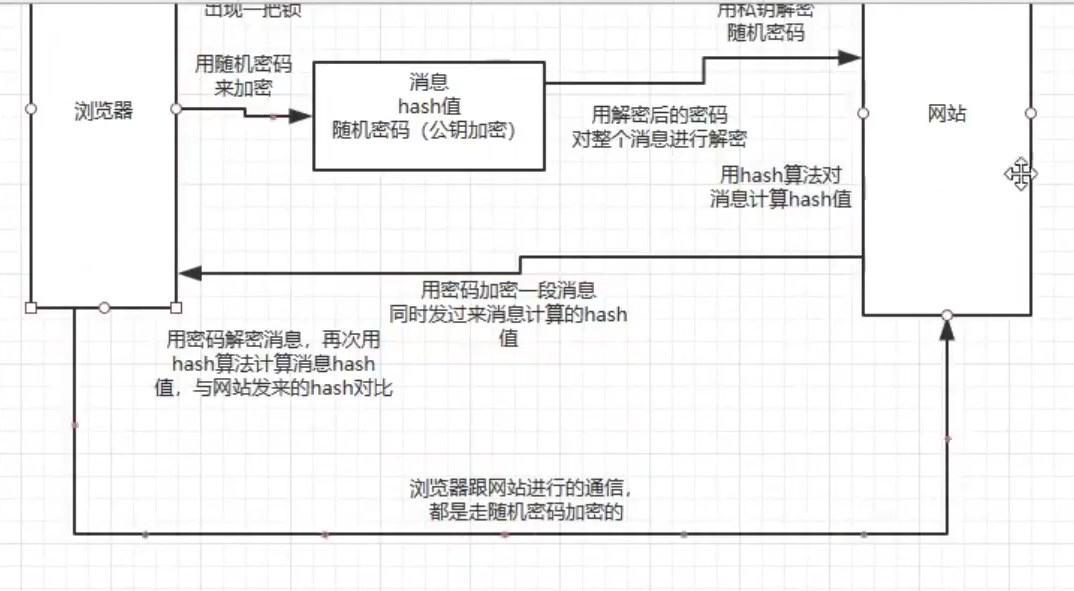 出现一把锁
用私钥解密
随机密码
用随机密码
来加密
浏览器
消息
hash值
随机密码（公钥加密）
用解密后的密码
对整个消息进行解密
网站
用hash算法对
消息计算hash值
用密码加密一段消息
同时发过来消息计算的hash
值
用密码解密消息，再次用
hash算法计算消息hash
值，与网站发来的hash对比
浏览器跟网站进行的通信，
都是走随机密码加密的